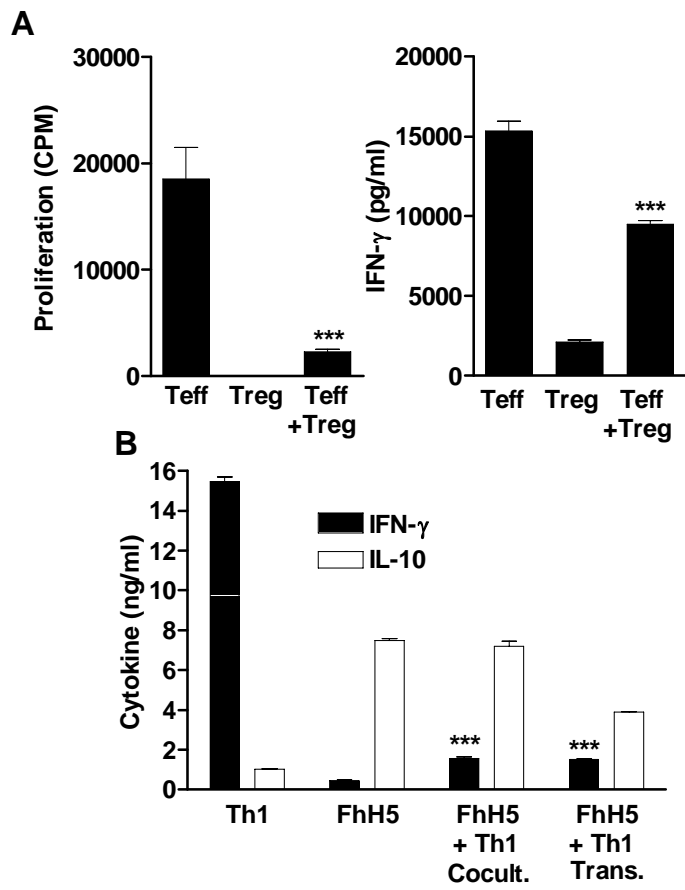 A
Proliferation (CPM)
30000
20000
10000
0
***
Teff Treg Teff
+Treg
IFN-γ (pg/ml)
20000
15000
10000
5000
0
***
Teff Treg Teff
+Treg
B
Cytokine (ng/ml)
16
14
12
10
8
6
4
2
0
IFN-γ
IL-10
*** ***
Th1 FhH5 FhH5 FhH5
+ Th1 + Th1
Cocult. Trans.